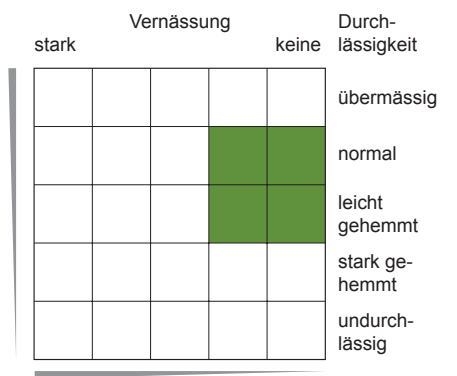 Vernässung
Durch-
stark
keine
lässigkeit
übermässig
normal
leicht
gehemmt
stark ge-
hemmt
undurch-
lässig